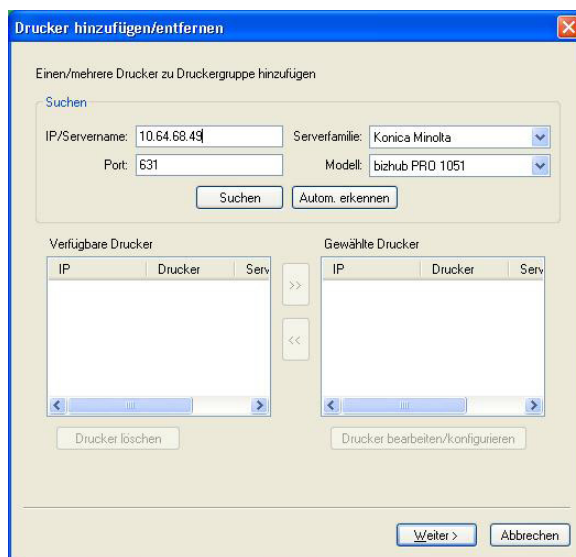 Drucker hinzufügen/entfernen
Einen/mehrere Drucker zu Druckergruppe hinzufügen
Suchen
IP/Servername: 10.64.68.49 Serverfamilie: Konica Minolta
Port: 631 Modell: bizhub PRO 1051
Suchen Autom. erkennen
Verfügbare Drucker Gewählte Drucker
IP Drucker Serv IP Drucker Serv
>>
<<
Drucker löschen Drucker bearbeiten/konfigurieren
Weiter > Abbrechen